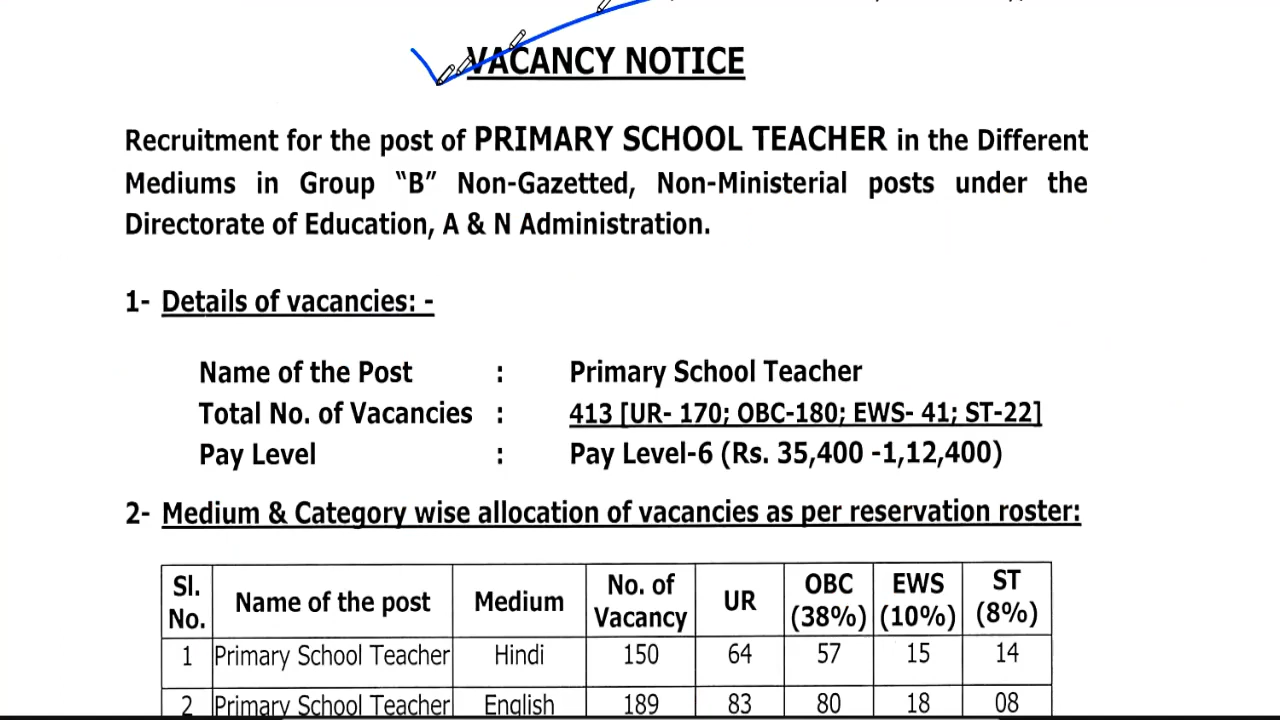 VACANCY NOTICE
Recruitment for the post of PRIMARY SCHOOL TEACHER in the Different
Mediums in Group “B” Non-Gazetted, Non-Ministerial posts under the
Directorate of Education, A & N Administration.
1- Details of vacancies: -
Name of the Post : Primary School Teacher
Total No. of Vacancies : 413 [UR- 170; OBC-180; EWS- 41; ST-22]
Pay Level : Pay Level-6 (Rs. 35,400 -1,12,400)
2- Medium & Category wise allocation of vacancies as per reservation roster:
Sl. No. Name of the post Medium No. of Vacancy UR OBC (38%) EWS (10%) ST (8%)
1 Primary School Teacher Hindi 150 64 57 15 14
2 Primary School Teacher English 189 83 80 18 08